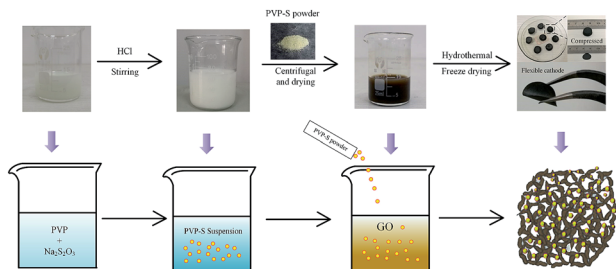 PVP-S powder
HCl
Stirring
Centrifugal
and drying
Hydrothermal
Freeze drying
Compressed
Flexible cathode
PVP-S powder
PVP
+
Na₂S₂O₃
PVP-S Suspension
GO